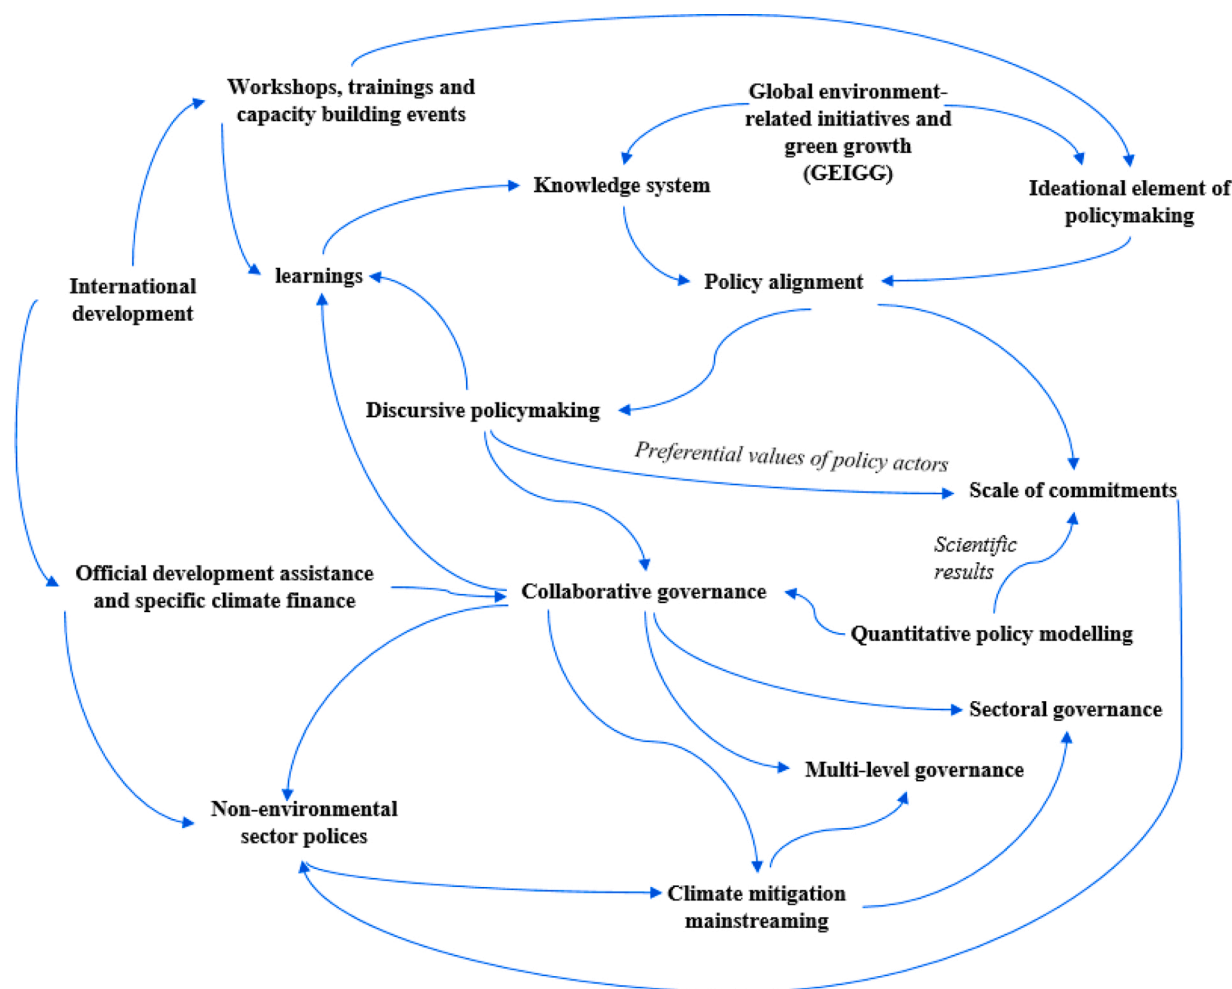 Workshops, trainings and
capacity building events
Global environment-
related initiatives and
green growth
(GEIGG)
Knowledge system
Ideational element of
policymaking
International
development
learnings
Policy alignment
Discursive policymaking
Preferential values of policy actors
Scale of commitments
Scientific
results
Official development assistance
and specific climate finance
Collaborative governance
Quantitative policy modelling
Sectoral governance
Multi-level governance
Non-environmental
sector polices
Climate mitigation
mainstreaming